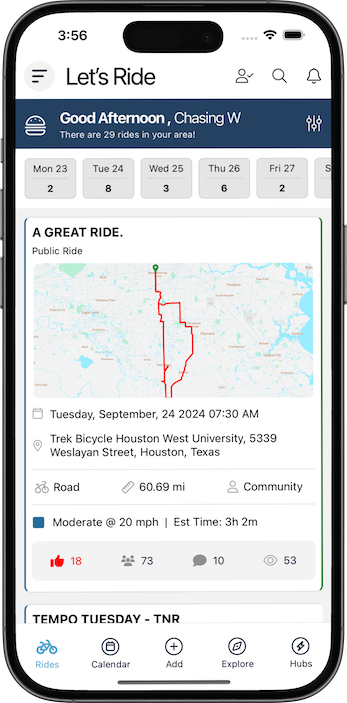 3:56
Let's Ride
Good Afternoon , Chasing W
There are 29 rides in your area!
Mon 23 Tue 24 Wed 25 Thu 26 Fri 27 S
2 8 3 6 2
A GREAT RIDE.
Public Ride
Tuesday, September, 24 2024 07:30 AM
Trek Bicycle Houston West University, 5339
Weslayan Street, Houston, Texas
Road 60.69 mi Community
Moderate @ 20 mph | Est Time: 3h 2m
18 73 10 53
TEMPO TUESDAY - TNR
Rides Calendar Add Explore Hubs